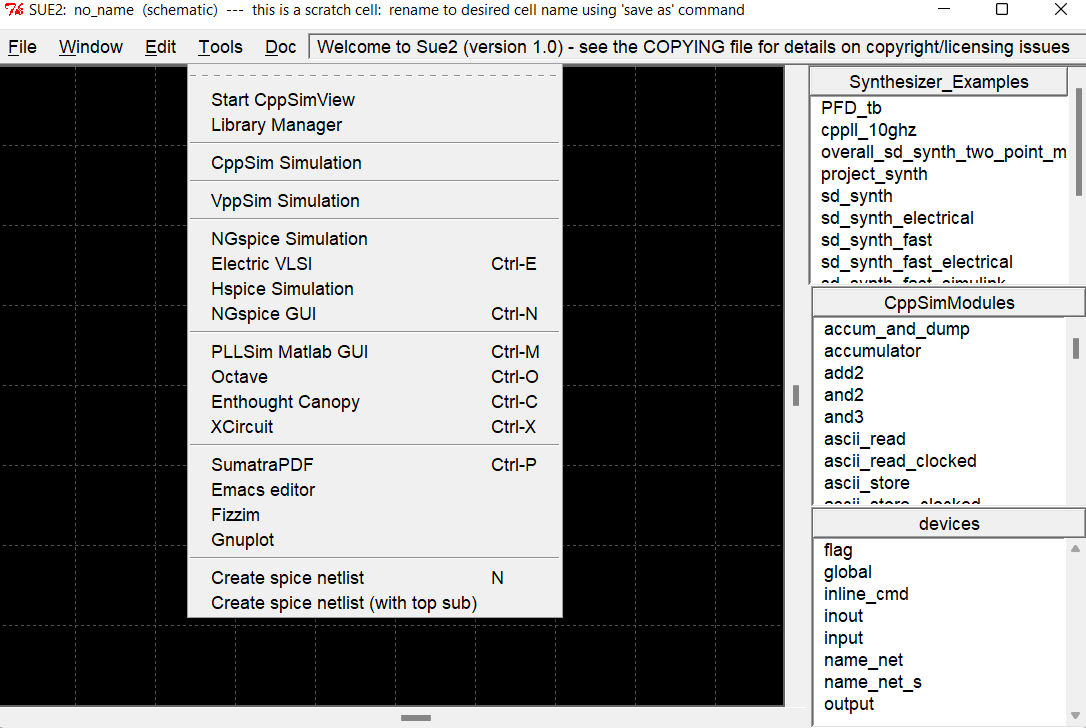 SUE2: no_name (schematic) --- this is a scratch cell: rename to desired cell name using 'save as' command
File Window Edit Tools Doc Welcome to Sue2 (version 1.0) - see the COPYING file for details on copyright/licensing issues
Start CppSimView
Library Manager
CppSim Simulation
VppSim Simulation
NGspice Simulation
Electric VLSI Ctrl-E
Hspice Simulation
NGspice GUI Ctrl-N
PLLSim Matlab GUI Ctrl-M
Octave Ctrl-O
Enthought Canopy Ctrl-C
XCircuit Ctrl-X
SumatraPDF Ctrl-P
Emacs editor
Fizzim
Gnuplot
Create spice netlist N
Create spice netlist (with top sub)
Synthesizer_Examples
PFD_tb
cppll_10ghz
overall_sd_synth_two_point_m
project_synth
sd_synth
sd_synth_electrical
sd_synth_fast
sd_synth_fast_electrical
sd_synth_fast_simulink
CppSimModules
accum_and_dump
accumulator
add2
and2
and3
ascii_read
ascii_read_clocked
ascii_store
ascii_store_clocked
devices
flag
global
inline_cmd
inout
input
name_net
name_net_s
output